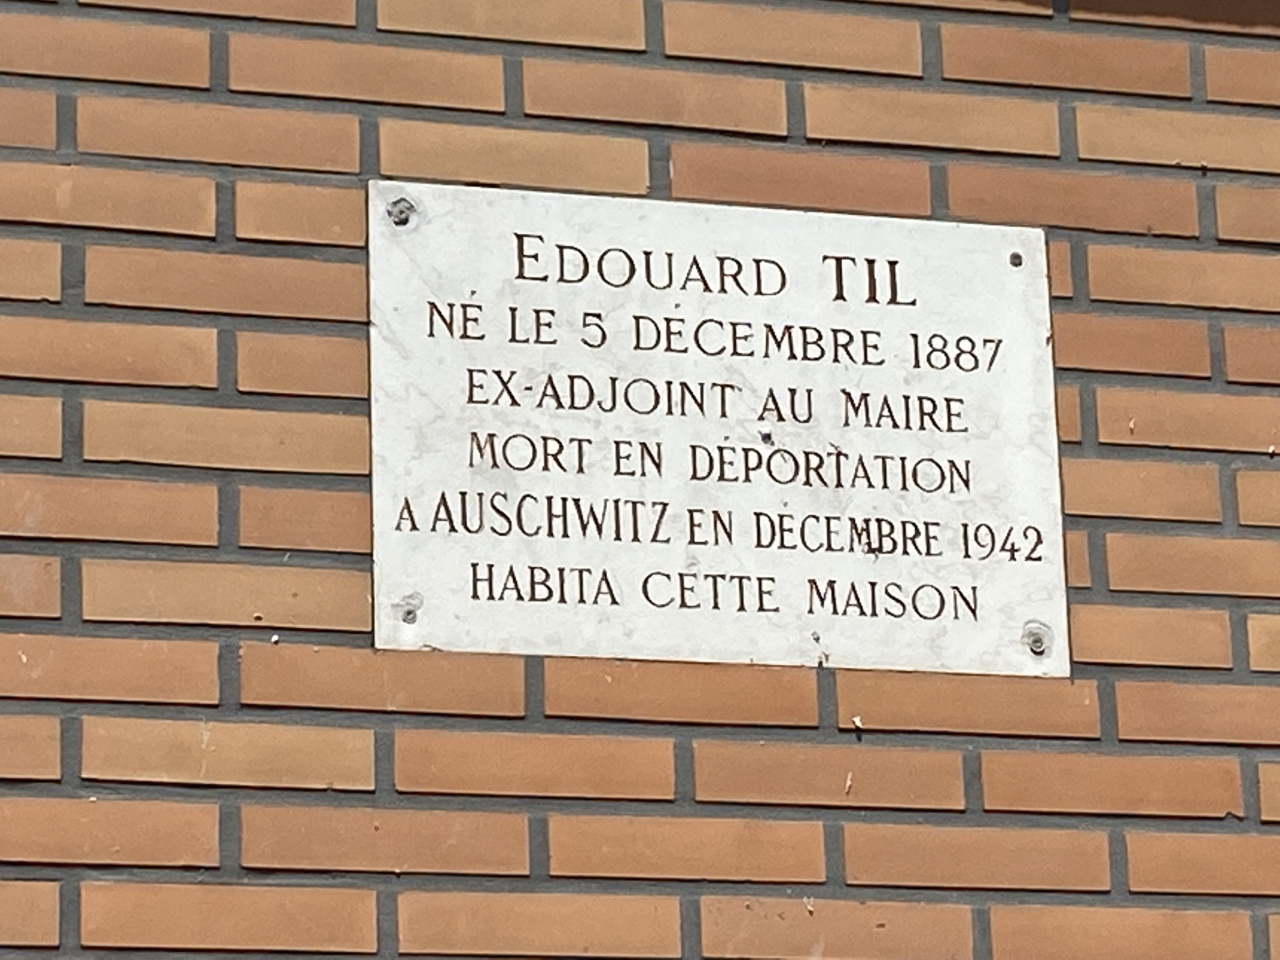 EDOUARD TIL
NÉ LE 5 DÉCEMBRE 1887
EX-ADJOINT AU MAIRE
MORT EN DÉPORTATION
A AUSCHWITZ EN DÉCEMBRE 1942
HABITA CETTE MAISON